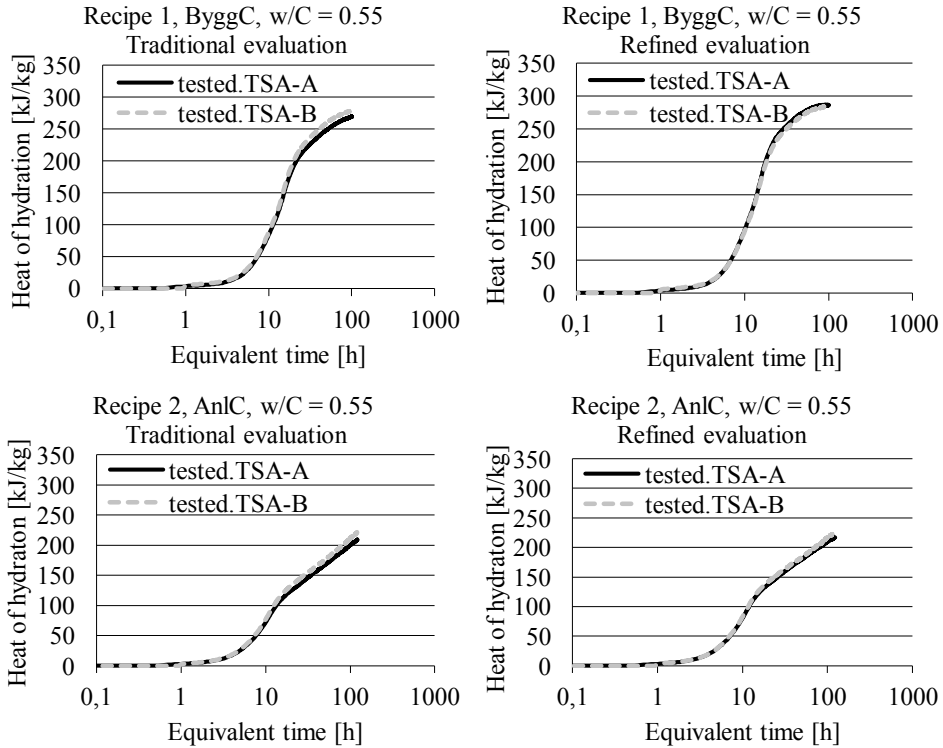 Recipe 1, ByggC, w/C = 0.55
Traditional evaluation
Heat of hydration [kJ/kg]
350
300
250
200
150
100
50
0
tested.TSA-A
tested.TSA-B
0,1 1 10 100 1000
Equivalent time [h]
Recipe 1, ByggC, w/C = 0.55
Refined evaluation
Heat of hydration [kJ/kg]
350
300
250
200
150
100
50
0
tested.TSA-A
tested.TSA-B
0,1 1 10 100 1000
Equivalent time [h]
Recipe 2, AnlC, w/C = 0.55
Traditional evaluation
Heat of hydraton [kJ/kg]
350
300
250
200
150
100
50
0
tested.TSA-A
tested.TSA-B
0,1 1 10 100 1000
Equivalent time [h]
Recipe 2, AnlC, w/C = 0.55
Refined evaluation
Heat of hydration [kJ/kg]
350
300
250
200
150
100
50
0
tested.TSA-A
tested.TSA-B
0,1 1 10 100 1000
Equivalent time [h]